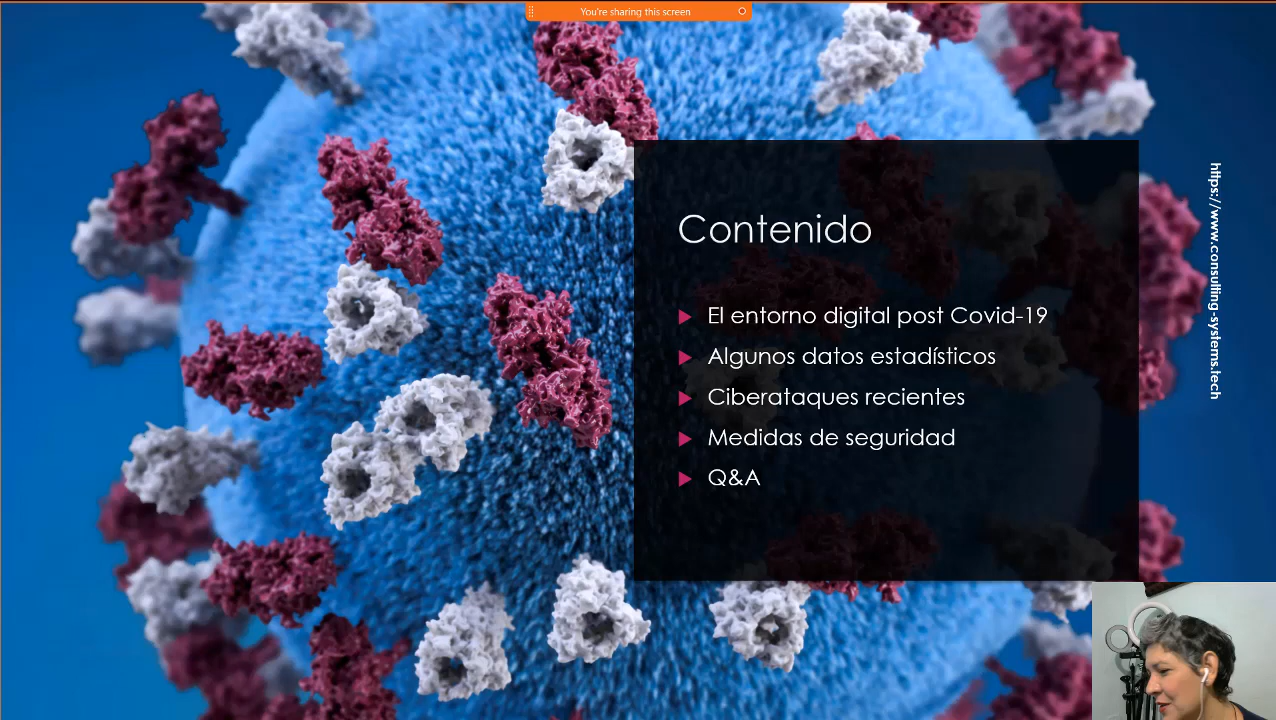 You're sharing this screen
Contenido
El entorno digital post Covid-19
Algunos datos estadísticos
Ciberataques recientes
Medidas de seguridad
Q&A
https://www.consulting-systems.tech